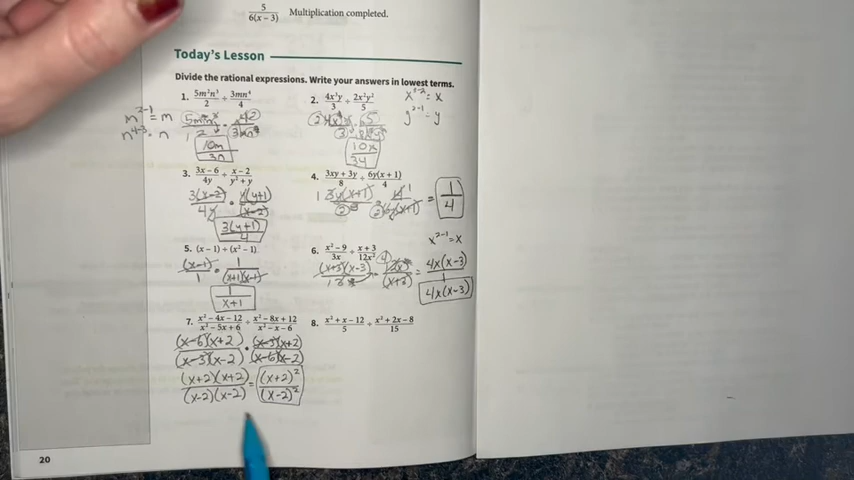 5/6(x − 3) Multiplication completed.
Today's Lesson
Divide the rational expressions. Write your answers in lowest terms.
1. 5m²n³/2 ÷ 3mn⁴/4
2. 4x³y/3 ÷ 2x²y²/5
x³⁻² = x
m²⁻¹ = m
y²⁻¹ = y
n⁴⁻³ = n
10m/3n
10x/3y
3. 3x − 6/4y ÷ x − 2/y² + y
4. 3xy + 3y/8 ÷ 6y(x + 1)/4
3(x−2)/4y • y(y+1)/(x−2)
= 1/4
3(y+1)/4
x²⁻¹ = x
5. (x − 1) ÷ (x² − 1)
6. x² − 9/3x ÷ x + 3/12x²
(x−1)/1 • 1/(x+1)(x−1)
= 4x(x−3)/1
1/x+1
4x(x−3)
7. x² − 4x − 12/x² − 5x + 6 ÷ x² − 8x + 12/x² − x − 6
8. x² + x − 12/5 ÷ x² + 2x − 8/15
(x−6)(x+2)/(x−3)(x−2) • (x−3)(x+2)/(x−6)(x−2)
(x+2)(x+2)/(x−2)(x−2) = (x+2)²/(x−2)²
20